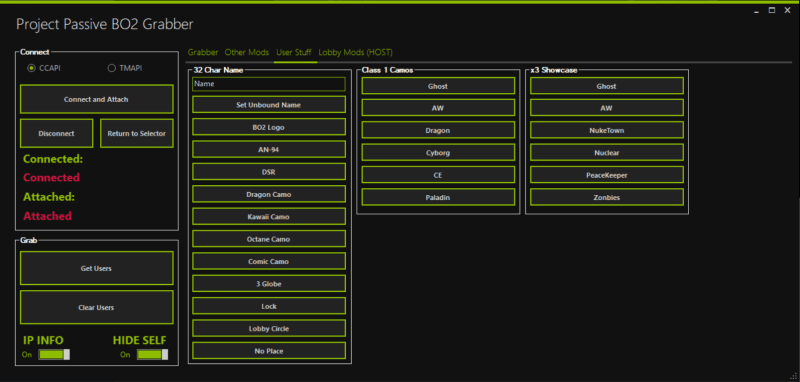 Project Passive BO2 Grabber
Connect
CCAPI
TMAPI
Connect and Attach
Disconnect
Return to Selector
Connected:
Connected
Attached:
Attached
Grab
Get Users
Clear Users
IP INFO
HIDE SELF
On
On
Grabber Other Mods User Stuff Lobby Mods (HOST)
32 Char Name
Name
Set Unbound Name
BO2 Logo
AN-94
DSR
Dragon Camo
Kawaii Camo
Octane Camo
Comic Camo
3 Globe
Lock
Lobby Circle
No Place
Class 1 Camos
Ghost
AW
Dragon
Cyborg
CE
Paladin
x3 Showcase
Ghost
AW
NukeTown
Nuclear
PeaceKeeper
Zonbies